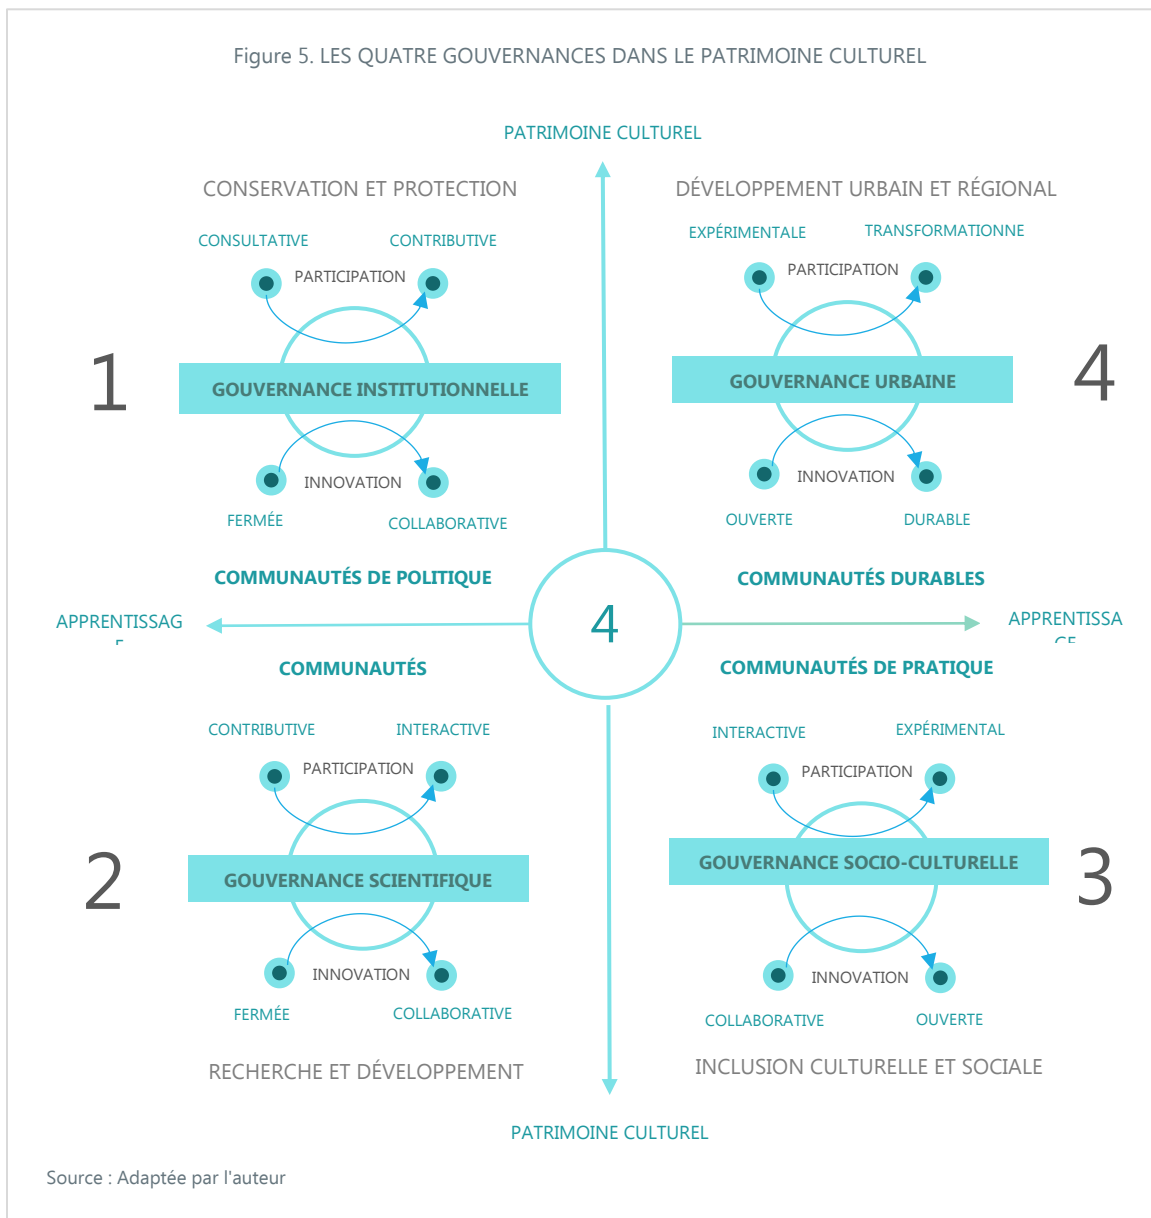 Figure 5. LES QUATRE GOUVERNANCES DANS LE PATRIMOINE CULTUREL
PATRIMOINE CULTUREL
CONSERVATION ET PROTECTION
CONSULTATIVE
CONTRIBUTIVE
PARTICIPATION
1
GOUVERNANCE INSTITUTIONNELLE
INNOVATION
FERMÉE
COLLABORATIVE
COMMUNAUTÉS DE POLITIQUE
DÉVELOPPEMENT URBAIN ET RÉGIONAL
EXPÉRIMENTALE
TRANSFORMATIONNE
PARTICIPATION
GOUVERNANCE URBAINE
4
INNOVATION
OUVERTE
DURABLE
COMMUNAUTÉS DURABLES
APPRENTISSAG
4
APPRENTISSA
COMMUNAUTÉS
CONTRIBUTIVE
INTERACTIVE
PARTICIPATION
2
GOUVERNANCE SCIENTIFIQUE
INNOVATION
FERMÉE
COLLABORATIVE
RECHERCHE ET DÉVELOPPEMENT
COMMUNAUTÉS DE PRATIQUE
INTERACTIVE
EXPÉRIMENTAL
PARTICIPATION
GOUVERNANCE SOCIO-CULTURELLE
3
INNOVATION
COLLABORATIVE
OUVERTE
INCLUSION CULTURELLE ET SOCIALE
PATRIMOINE CULTUREL
Source : Adaptée par l'auteur